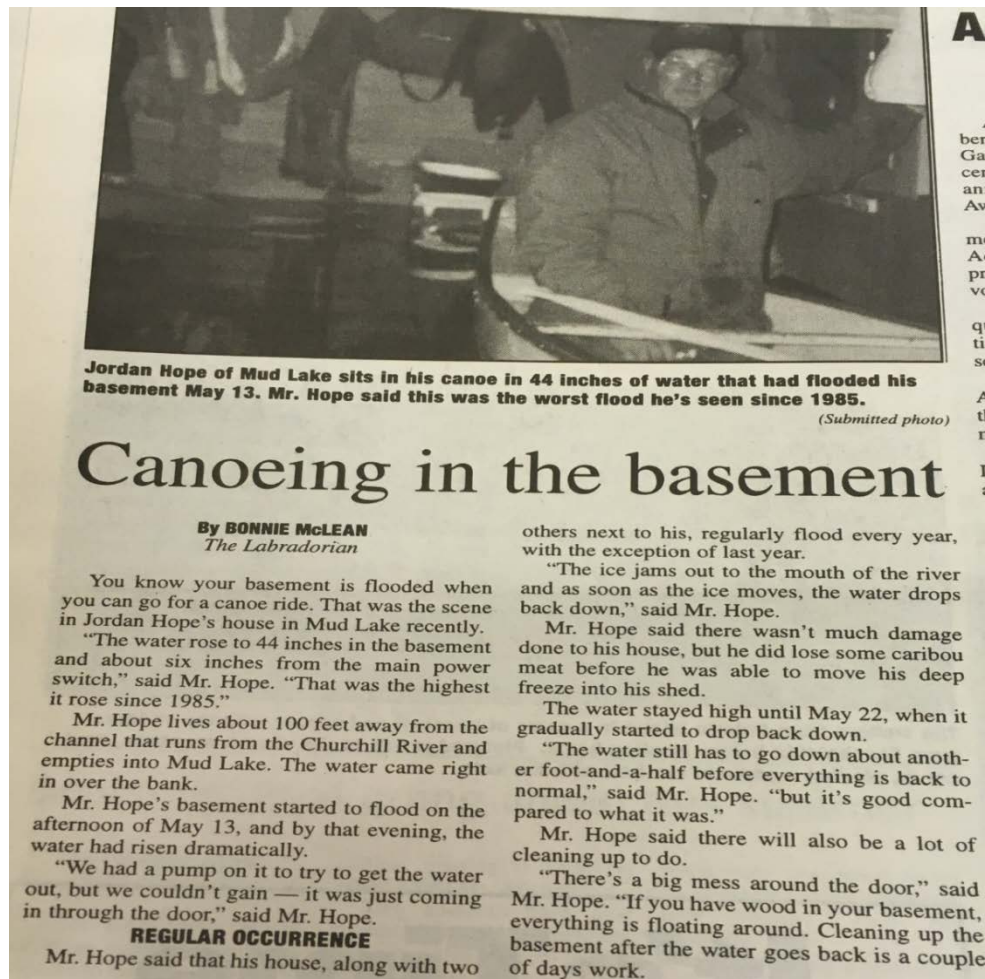 Jordan Hope of Mud Lake sits in his canoe in 44 inches of water that had flooded his
basement May 13. Mr. Hope said this was the worst flood he's seen since 1985.
(Submitted photo)
Canoeing in the basement
By BONNIE McLEAN
The Labradorian
You know your basement is flooded when
you can go for a canoe ride. That was the scene
in Jordan Hope's house in Mud Lake recently.
"The water rose to 44 inches in the basement
and about six inches from the main power
switch," said Mr. Hope. "That was the highest
it rose since 1985."
Mr. Hope lives about 100 feet away from the
channel that runs from the Churchill River and
empties into Mud Lake. The water came right
in over the bank.
Mr. Hope's basement started to flood on the
afternoon of May 13, and by that evening, the
water had risen dramatically.
"We had a pump on it to try to get the water
out, but we couldn't gain — it was just coming
in through the door," said Mr. Hope.
REGULAR OCCURRENCE
Mr. Hope said that his house, along with two
others next to his, regularly flood every year,
with the exception of last year.
"The ice jams out to the mouth of the river
and as soon as the ice moves, the water drops
back down," said Mr. Hope.
Mr. Hope said there wasn't much damage
done to his house, but he did lose some caribou
meat before he was able to move his deep
freeze into his shed.
The water stayed high until May 22, when it
gradually started to drop back down.
"The water still has to go down about anoth-
er foot-and-a-half before everything is back to
normal," said Mr. Hope. "but it's good com-
pared to what it was."
Mr. Hope said there will also be a lot of
cleaning up to do.
"There's a big mess around the door," said
Mr. Hope. "If you have wood in your basement,
everything is floating around. Cleaning up the
basement after the water goes back is a couple
of days work.